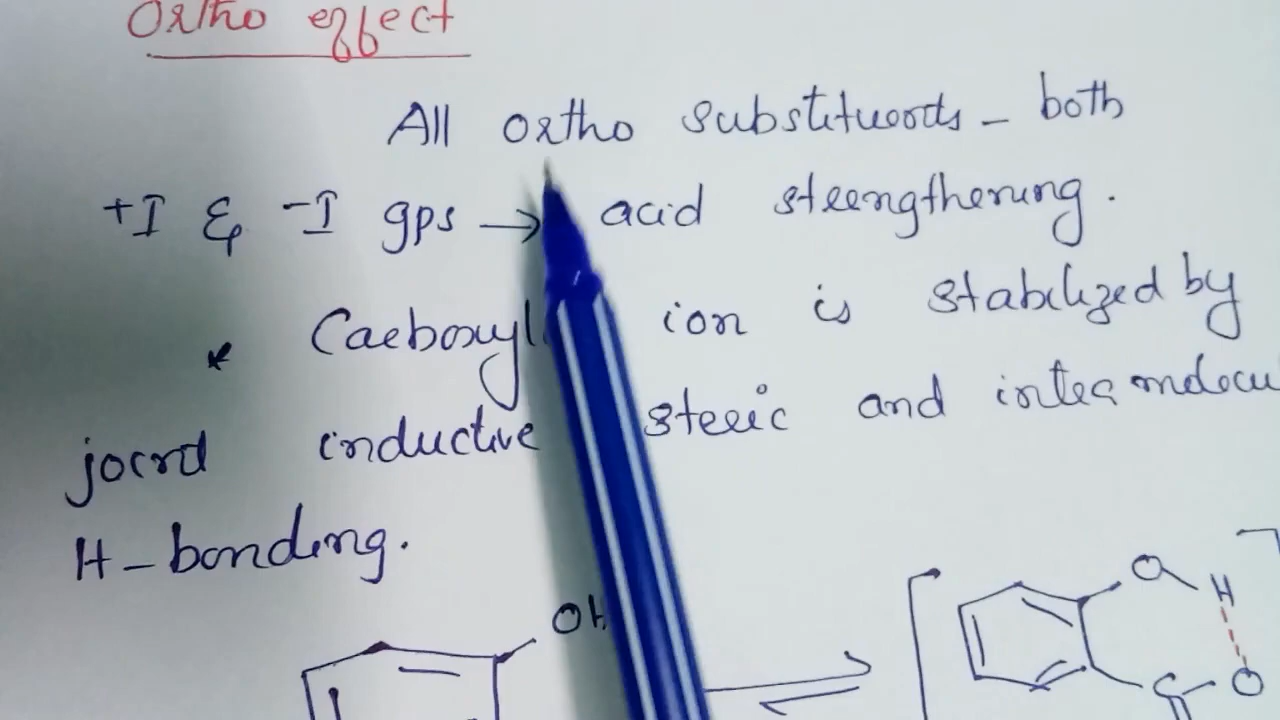 Ortho effect
All ortho substituents - both
+I & -I gps → acid strengthening.
* Carboxyl ion is stabilized by
joint inductive steric and intramolecu
H-bonding.
OH
O
H
C
O